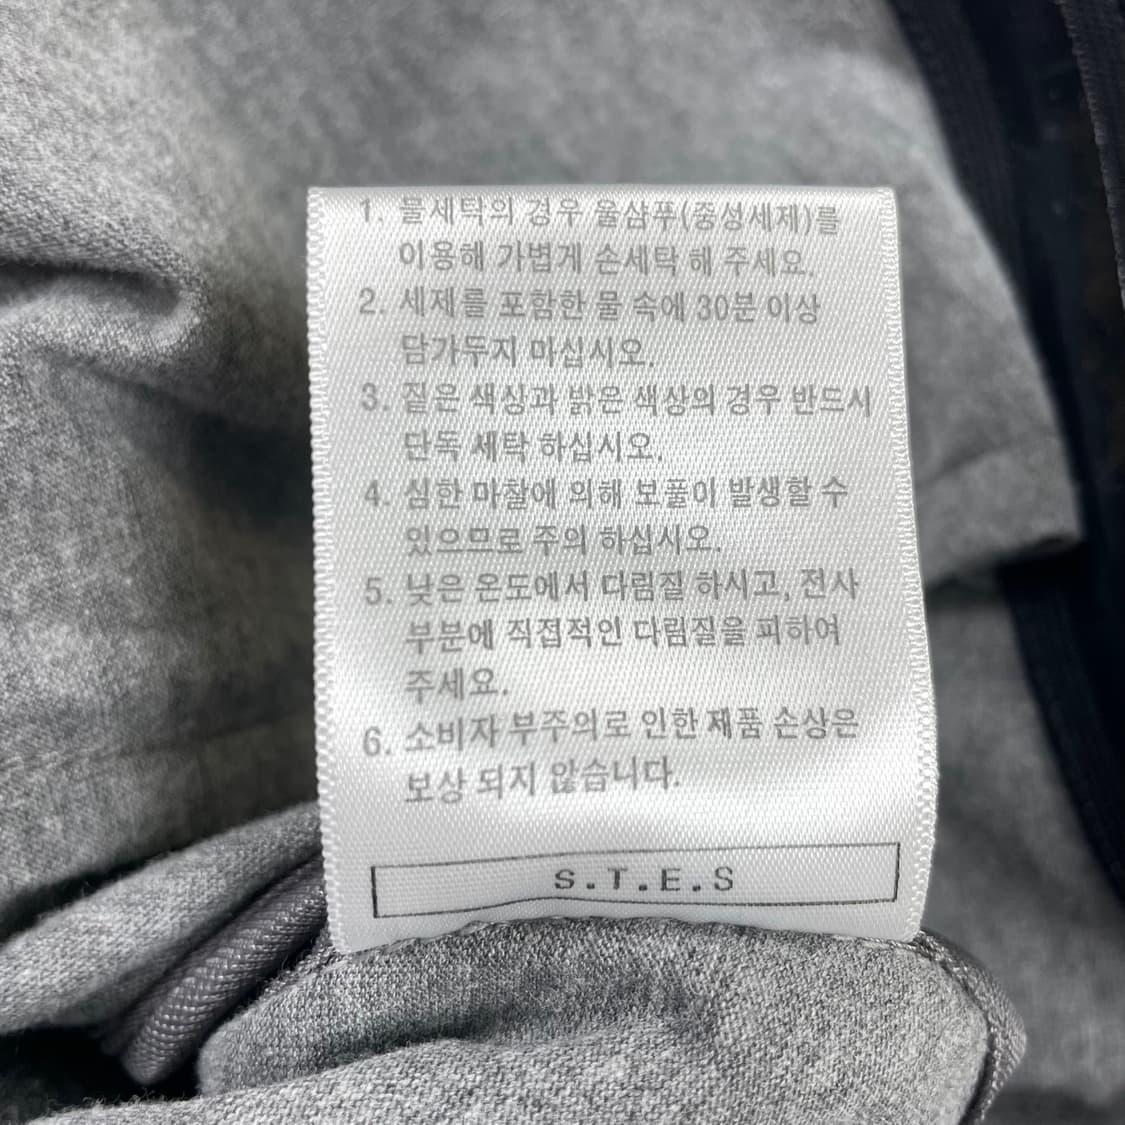 1.물세탁의 경우 울샴푸(중성세제)를
이용해 가볍게 손세탁 해 주세요.
2. 세제를 포함한 물 속에 30분 이상
담가두지 마십시오.
3. 짙은 색상과 밝은 색상의 경우 반드시
단독 세탁 하십시오.
4. 심한 마찰에 의해 보풀이 발생할 수
있으므로 주의 하십시오.
5. 낮은 온도에서 다림질 하시고, 전사
부분에 직접적인 다림질을 피하여
주세요.
6. 소비자 부주의로 인한 제품 손상은
보상 되지 않습니다.
S.T.E.S